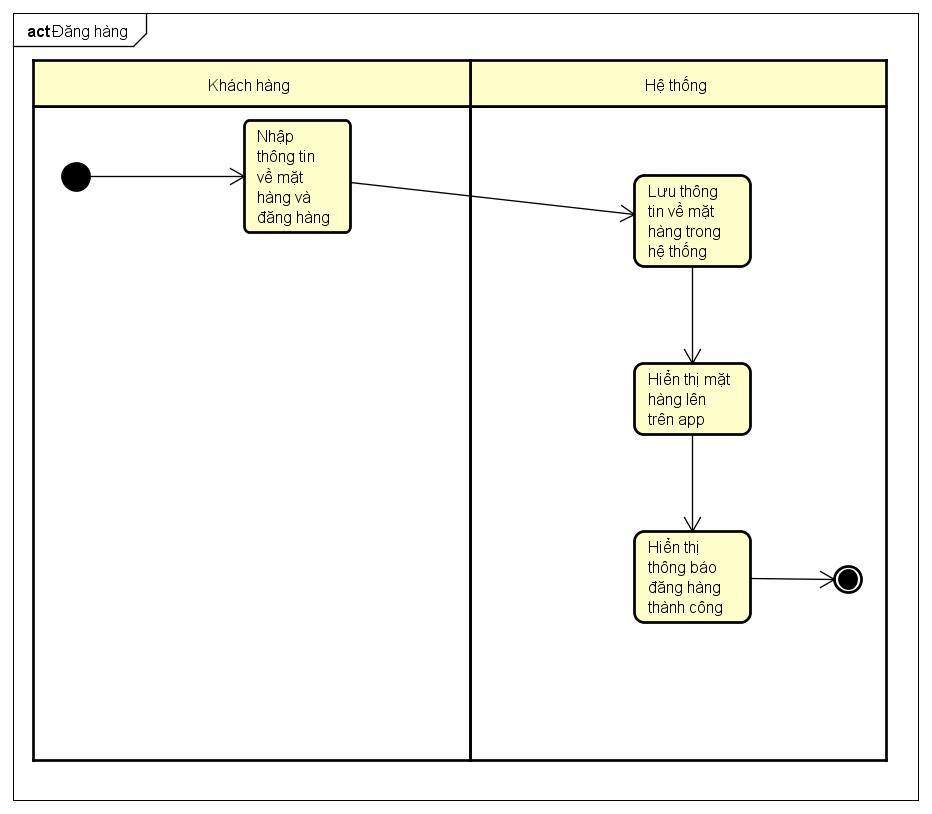 act Đăng hàng
Khách hàng
Hệ thống
Nhập
thông tin
về mặt
hàng và
đăng hàng
Lưu thông
tin về mặt
hàng trong
hệ thống
Hiển thị mặt
hàng lên
trên app
Hiển thị
thông báo
đăng hàng
thành công